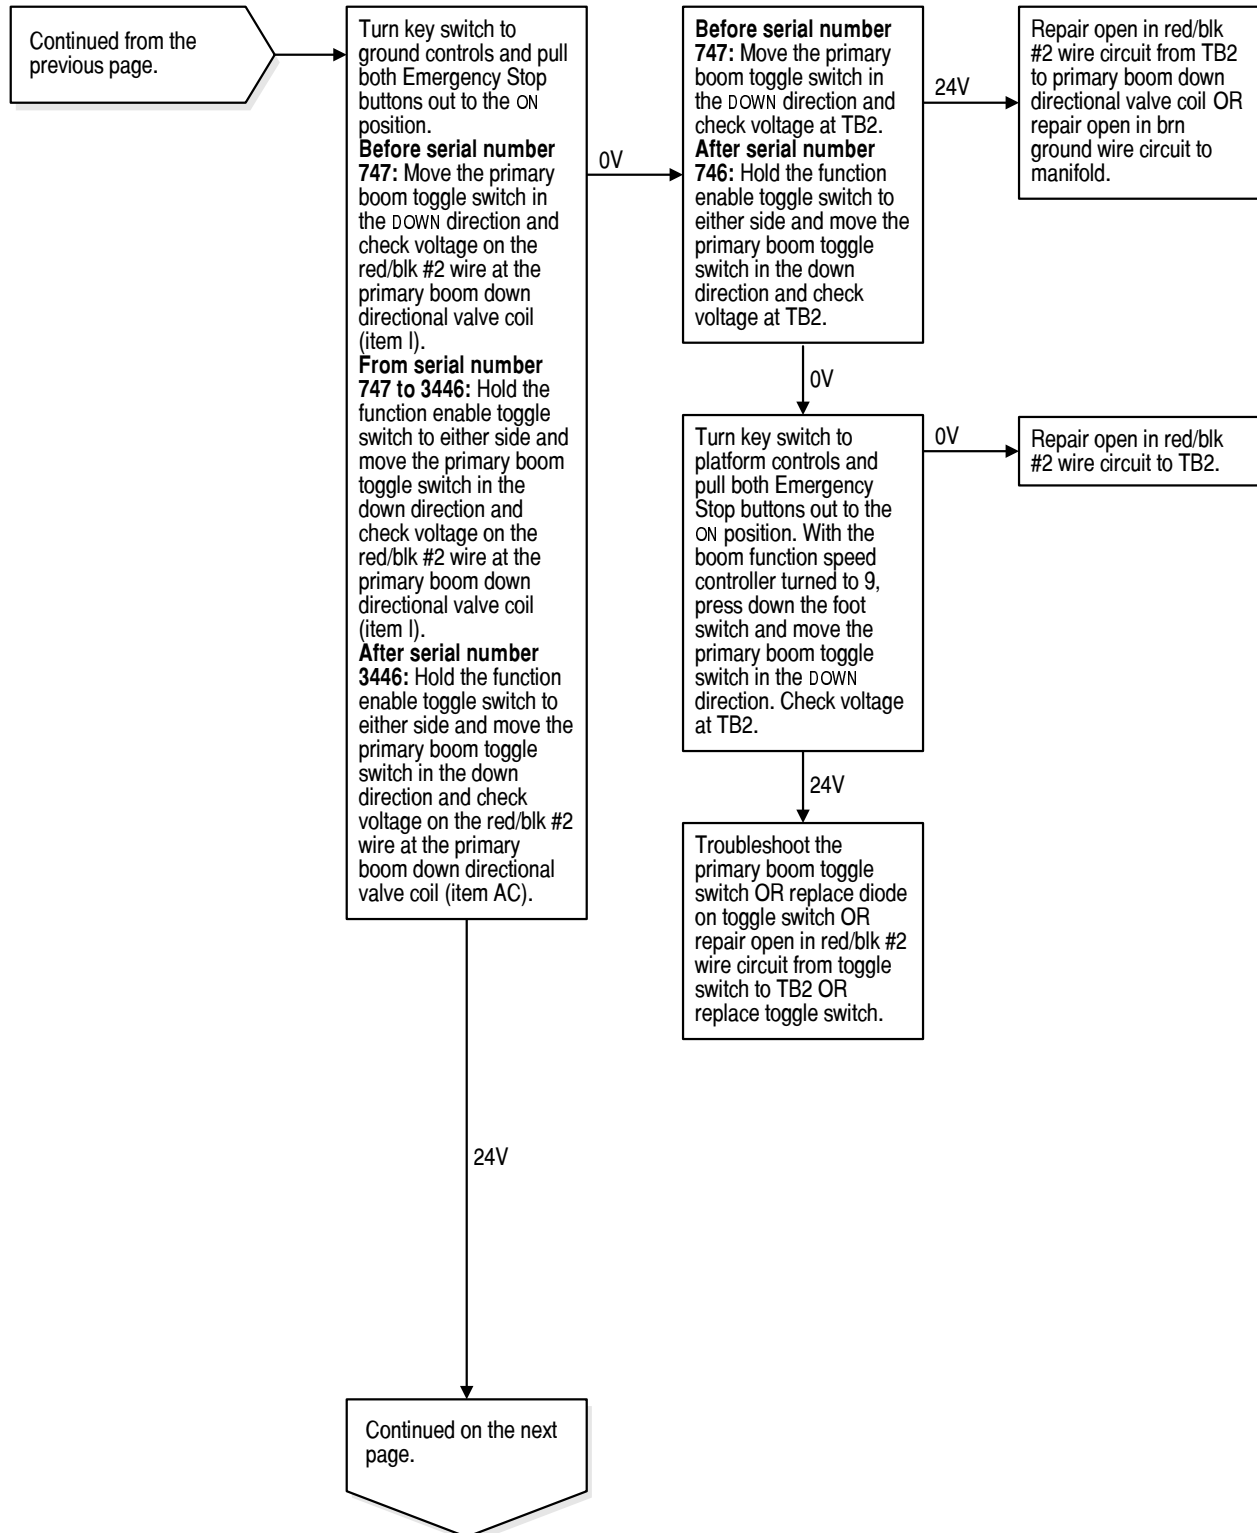 Continued from the
previous page.
Turn key switch to
ground controls and pull
both Emergency Stop
buttons out to the ON
position.
Before serial number
747: Move the primary
boom toggle switch in
the DOWN direction and
check voltage on the
red/blk #2 wire at the
primary boom down
directional valve coil
(item I).
From serial number
747 to 3446: Hold the
function enable toggle
switch to either side and
move the primary boom
toggle switch in the
down direction and
check voltage on the
red/blk #2 wire at the
primary boom down
directional valve coil
(item I).
After serial number
3446: Hold the function
enable toggle switch to
either side and move the
primary boom toggle
switch in the down
direction and check
voltage on the red/blk #2
wire at the primary
boom down directional
valve coil (item AC).
0V
Before serial number
747: Move the primary
boom toggle switch in
the DOWN direction and
check voltage at TB2.
After serial number
746: Hold the function
enable toggle switch to
either side and move the
primary boom toggle
switch in the down
direction and check
voltage at TB2.
24V
Repair open in red/blk
#2 wire circuit from TB2
to primary boom down
directional valve coil OR
repair open in brn
ground wire circuit to
manifold.
0V
Turn key switch to
platform controls and
pull both Emergency
Stop buttons out to the
ON position. With the
boom function speed
controller turned to 9,
press down the foot
switch and move the
primary boom toggle
switch in the DOWN
direction. Check voltage
at TB2.
0V
Repair open in red/blk
#2 wire circuit to TB2.
24V
Troubleshoot the
primary boom toggle
switch OR replace diode
on toggle switch OR
repair open in red/blk #2
wire circuit from toggle
switch to TB2 OR
replace toggle switch.
24V
Continued on the next
page.